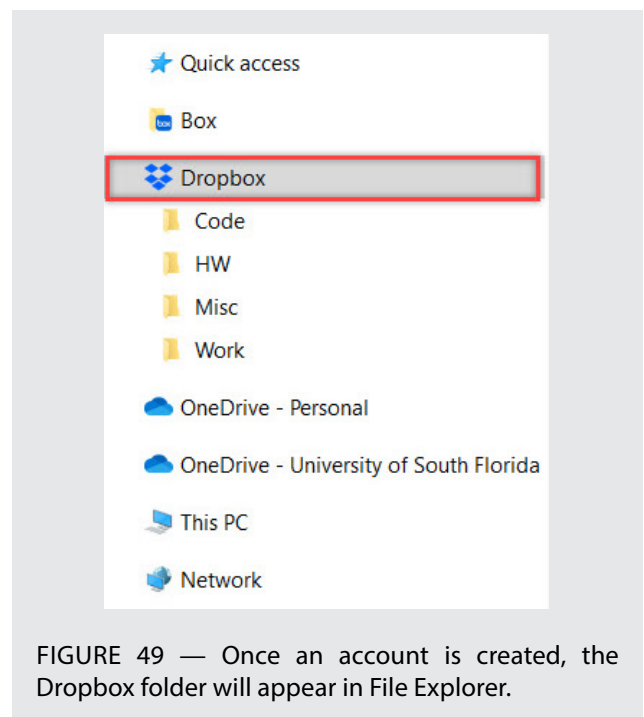 Quick access
box
Box
Dropbox
Code
HW
Misc
Work
OneDrive - Personal
OneDrive - University of South Florida
This PC
Network
FIGURE 49 — Once an account is created, the
Dropbox folder will appear in File Explorer.